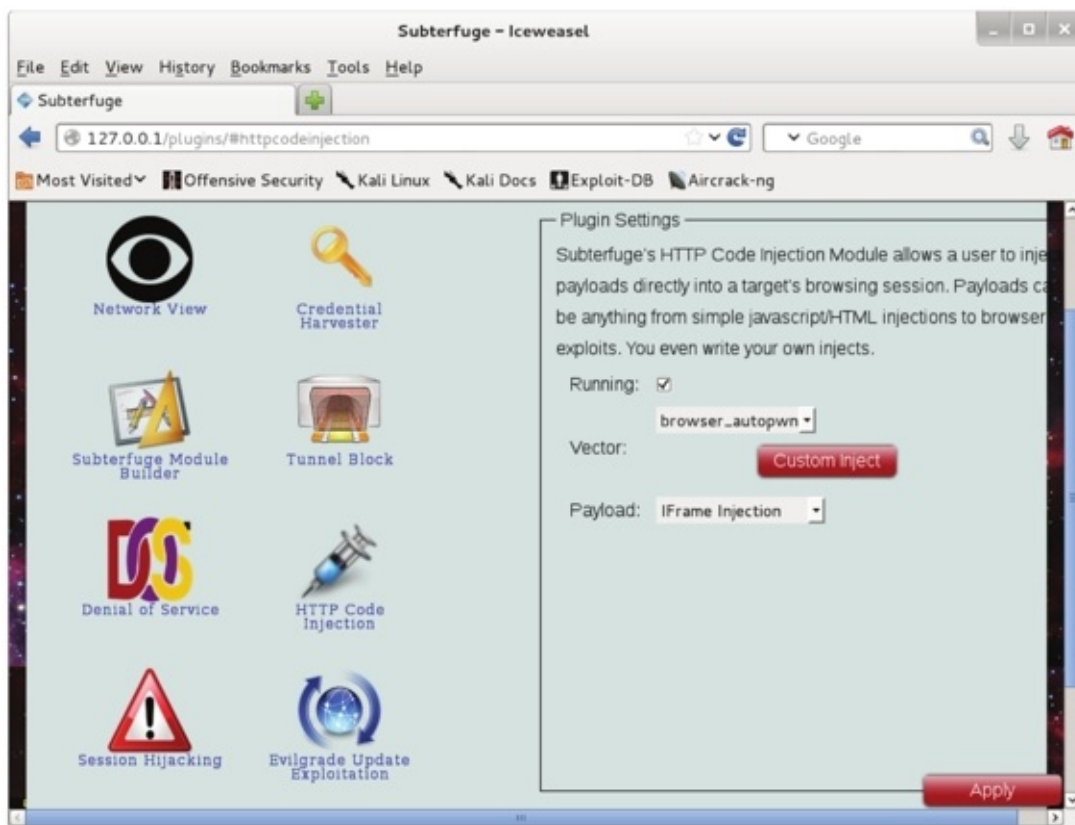 Subterfuge - Iceweasel
File Edit View History Bookmarks Tools Help
Subterfuge
127.0.0.1/plugins/#httpcodeinjection
Google
Most Visited
Offensive Security
Kali Linux
Kali Docs
Exploit-DB
Aircrack-ng
Network View
Credential
Harvester
Subterfuge Module
Builder
Tunnel Block
DOS
Denial of Service
HTTP Code
Injection
Session Hijacking
Evilgrade Update
Exploitation
Plugin Settings
Subterfuge's HTTP Code Injection Module allows a user to inje
payloads directly into a target's browsing session. Payloads ca
be anything from simple javascript/HTML injections to browser
exploits. You even write your own injects.
Running:
browser_autopwn
Vector:
Custom Inject
Payload: IFrame Injection
Apply